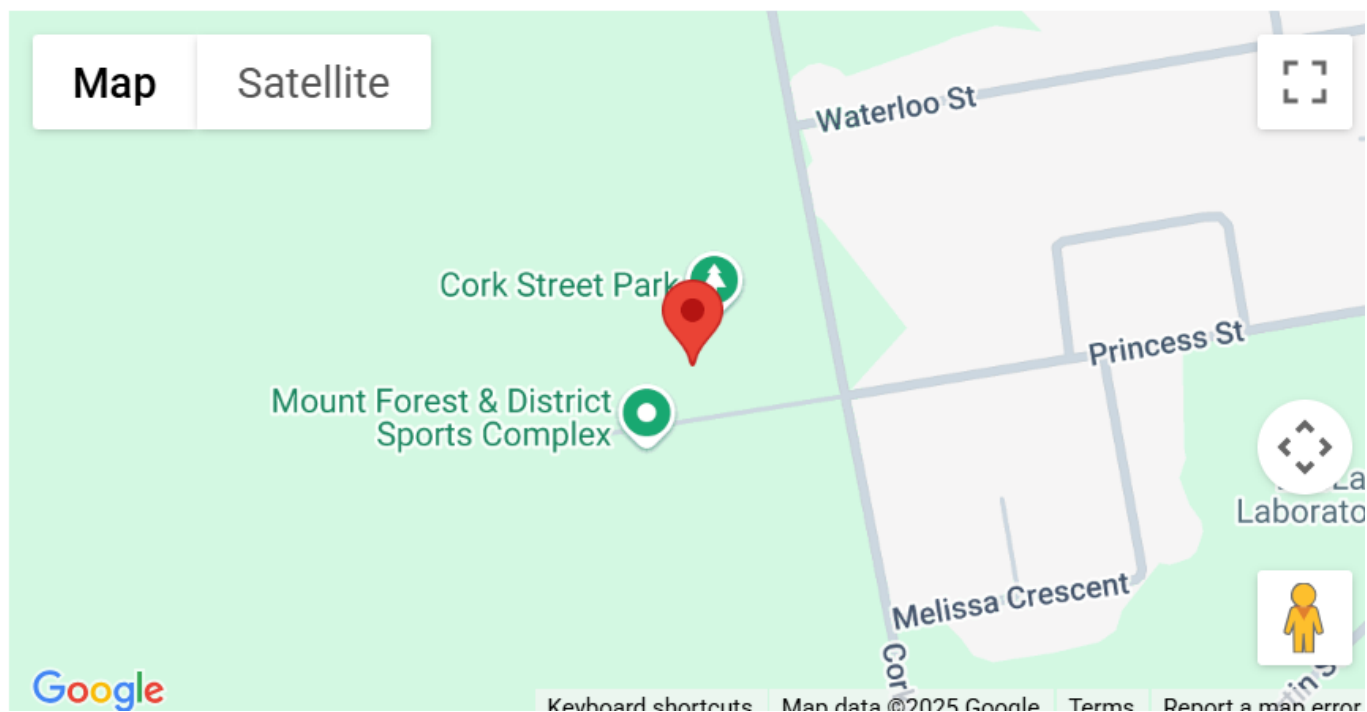 Map
Satellite
Waterloo St
Cork Street Park
Princess St
Mount Forest & District
Sports Complex
Melissa Crescent
Google
Keyboard shortcuts
Map data ©2025 Google
Terms
Report a map error